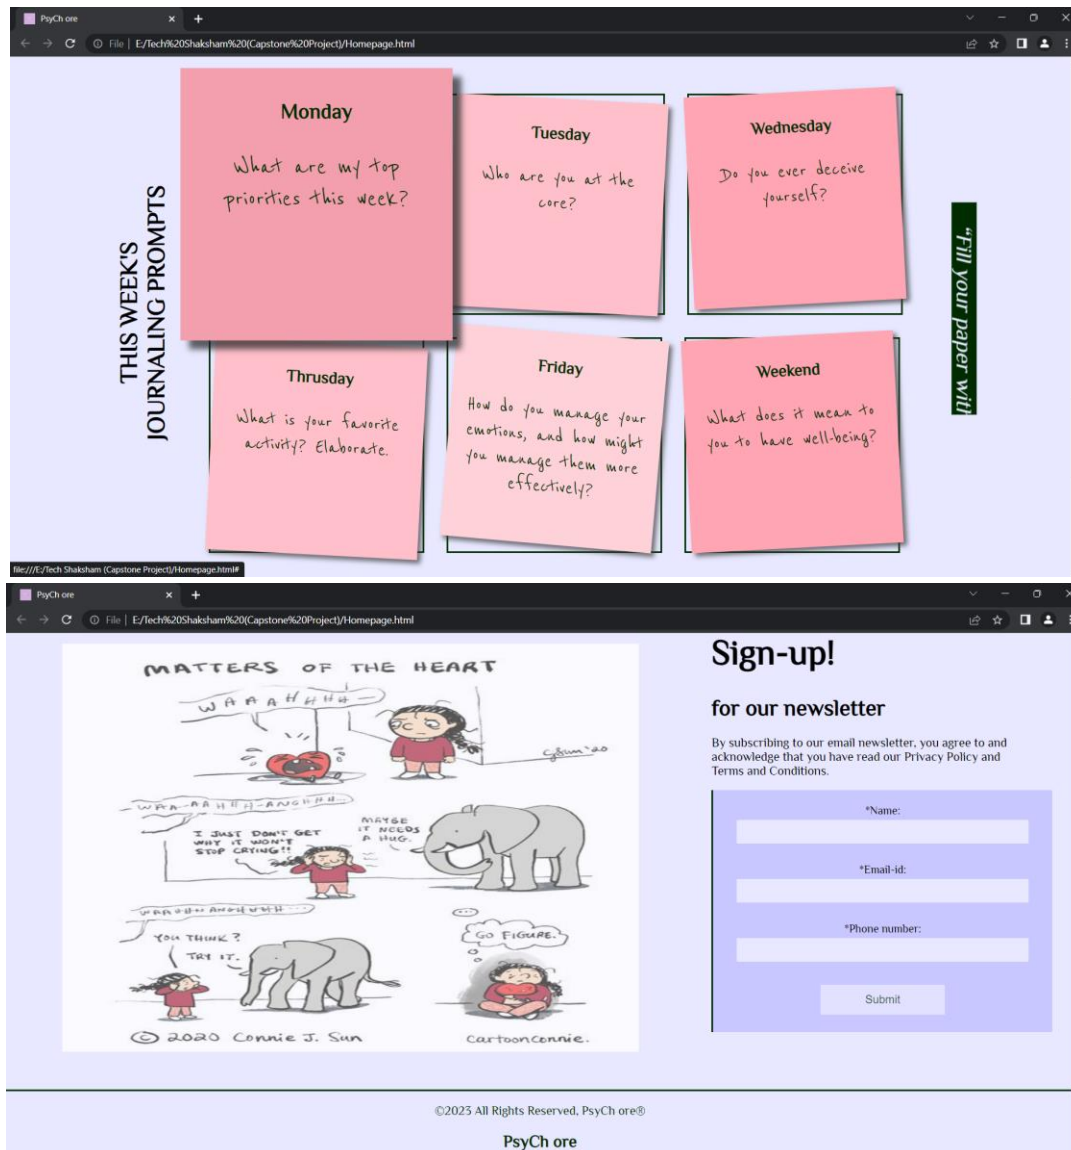 PsyCh ore
File | E:/Tech%20Shaksham%20(Capstone%20Project)/Homepage.html
THIS WEEK'S
JOURNALING PROMPTS
Monday
What are my top
priorities this week?
Tuesday
Who are you at the
core?
Wednesday
Do you ever deceive
yourself?
Thrusday
What is your favorite
activity? Elaborate.
Friday
How do you manage your
emotions, and how might
you manage them more
effectively?
Weekend
What does it mean to
you to have well-being?
“Fill your paper with
file:///E:/Tech Shaksham (Capstone Project)/Homepage.html#
PsyCh ore
File | E:/Tech%20Shaksham%20(Capstone%20Project)/Homepage.html
MATTERS OF THE HEART
WAAAHHHH—
C.J.Sun '20
I JUST DON'T GET
WHY IT WON'T
STOP CRYING!!
MAYBE
IT NEEDS
A HUG.
YOU THINK?
TRY IT.
...
GO FIGURE.
© 2020 Connie J. Sun
cartoonconnie.
Sign-up!
for our newsletter
By subscribing to our email newsletter, you agree to and
acknowledge that you have read our Privacy Policy and
Terms and Conditions.
*Name:
*Email-id:
*Phone number:
Submit
©2023 All Rights Reserved, PsyCh ore®
PsyCh ore